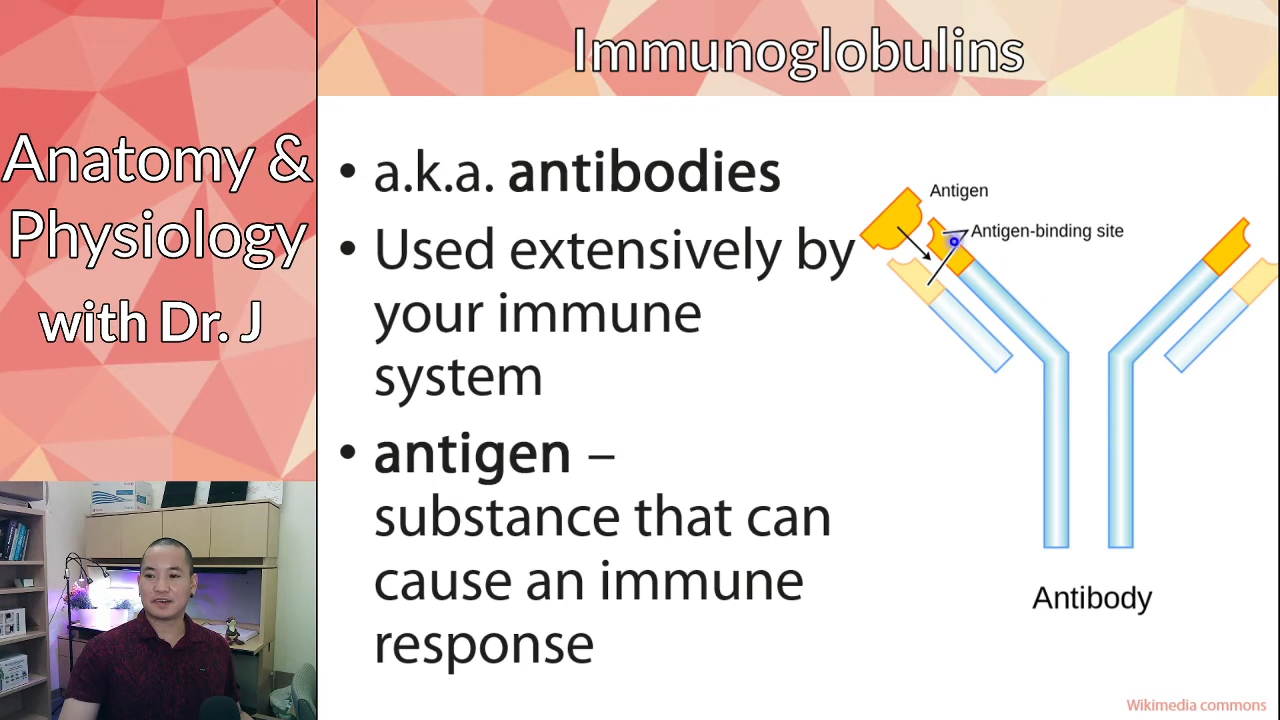 Immunoglobulins
Anatomy &
Physiology
with Dr. J
• a.k.a. antibodies
• Used extensively by
your immune
system
• antigen –
substance that can
cause an immune
response
Antigen
Antigen-binding site
Antibody
Wikimedia commons